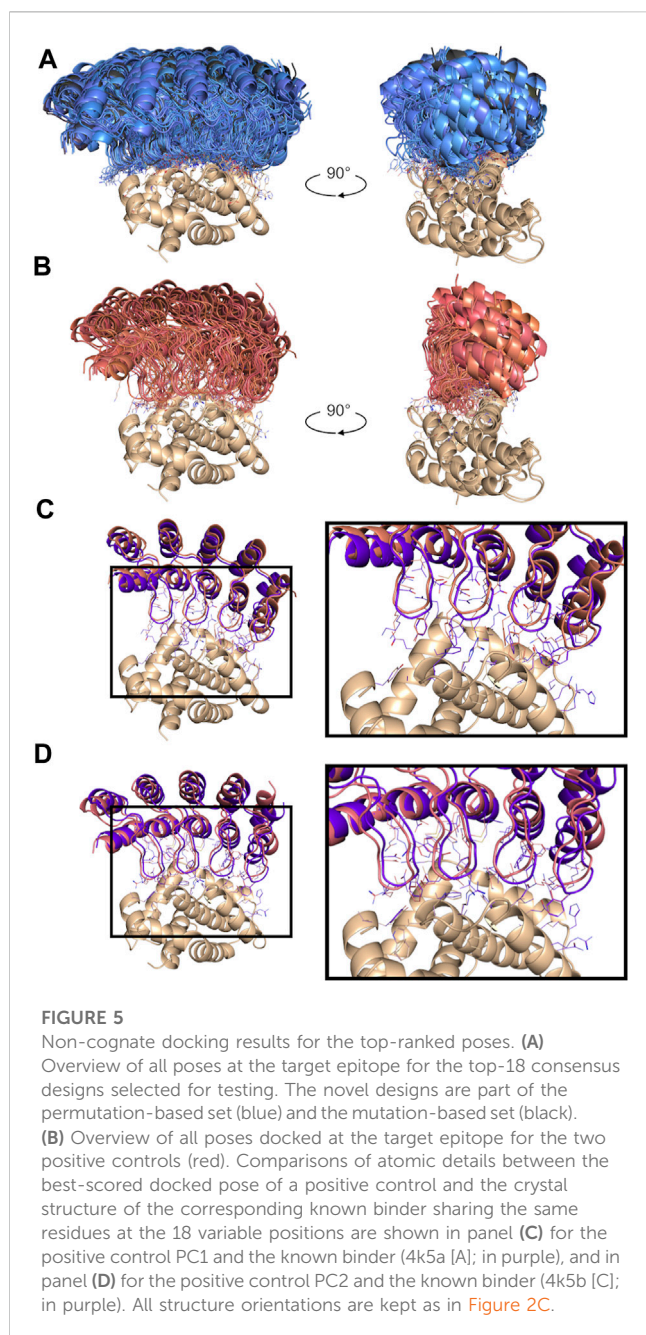 A
90°
B
90°
C
D
FIGURE 5
Non-cognate docking results for the top-ranked poses. (A)
Overview of all poses at the target epitope for the top-18 consensus
designs selected for testing. The novel designs are part of the
permutation-based set (blue) and the mutation-based set (black).
(B) Overview of all poses docked at the target epitope for the two
positive controls (red). Comparisons of atomic details between the
best-scored docked pose of a positive control and the crystal
structure of the corresponding known binder sharing the same
residues at the 18 variable positions are shown in panel (C) for the
positive control PC1 and the known binder (4k5a [A]; in purple), and in
panel (D) for the positive control PC2 and the known binder (4k5b [C];
in purple). All structure orientations are kept as in Figure 2C.